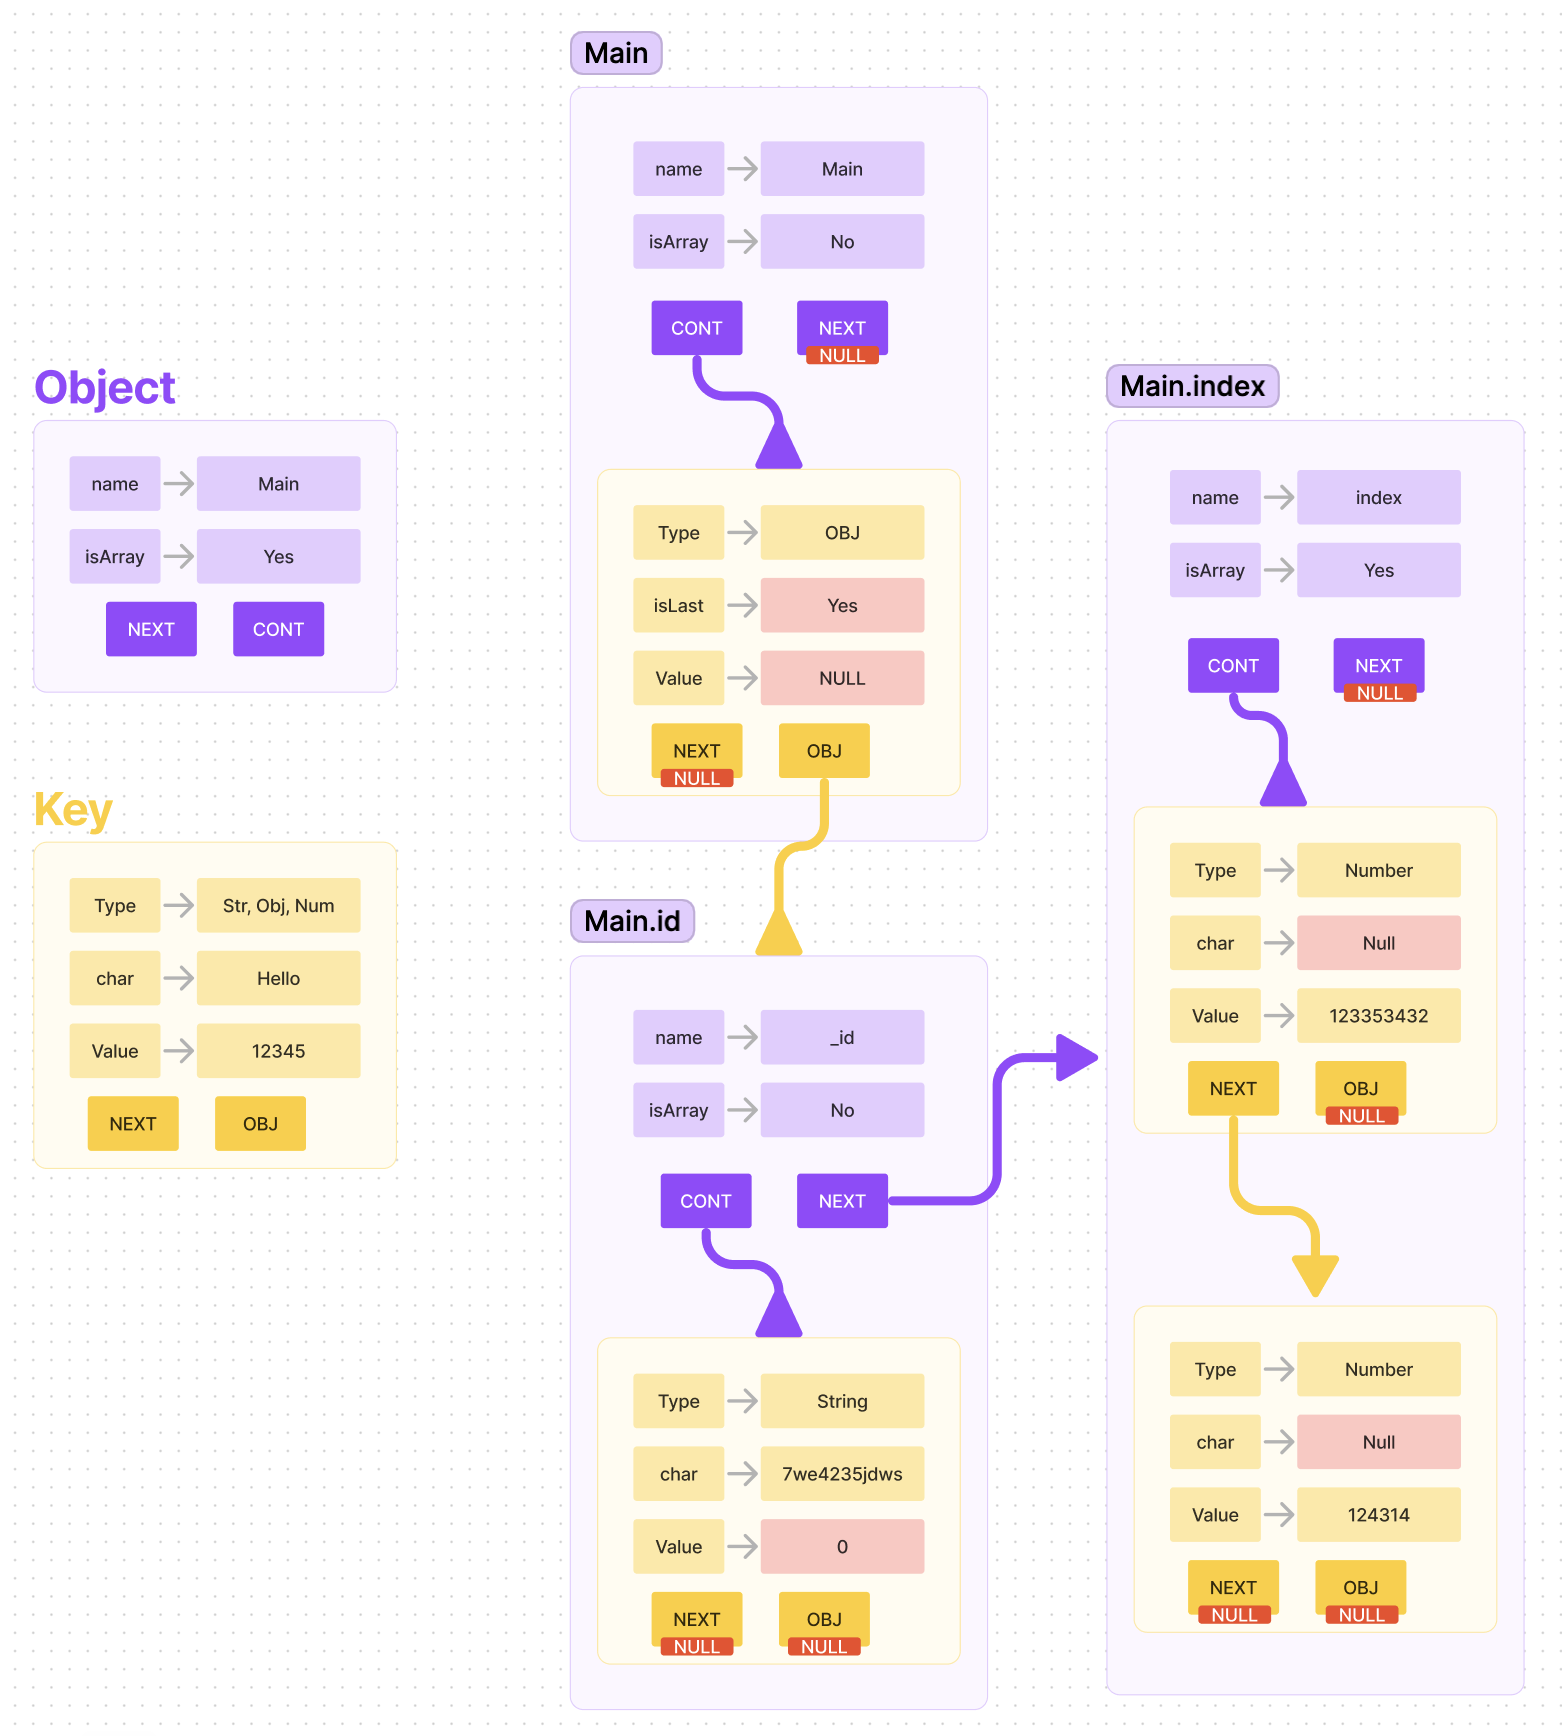 Object
name
Main
isArray
Yes
NEXT
CONT
Key
Type
Str, Obj, Num
char
Hello
Value
12345
NEXT
OBJ
Main
name
Main
isArray
No
CONT
NEXT
NULL
Type
OBJ
isLast
Yes
Value
NULL
NEXT
NULL
OBJ
Main.id
name
_id
isArray
No
CONT
NEXT
Type
String
char
7we4235jdws
Value
0
NEXT
NULL
OBJ
NULL
Main.index
name
index
isArray
Yes
CONT
NEXT
NULL
Type
Number
char
Null
Value
123353432
NEXT
OBJ
NULL
Type
Number
char
Null
Value
124314
NEXT
NULL
OBJ
NULL